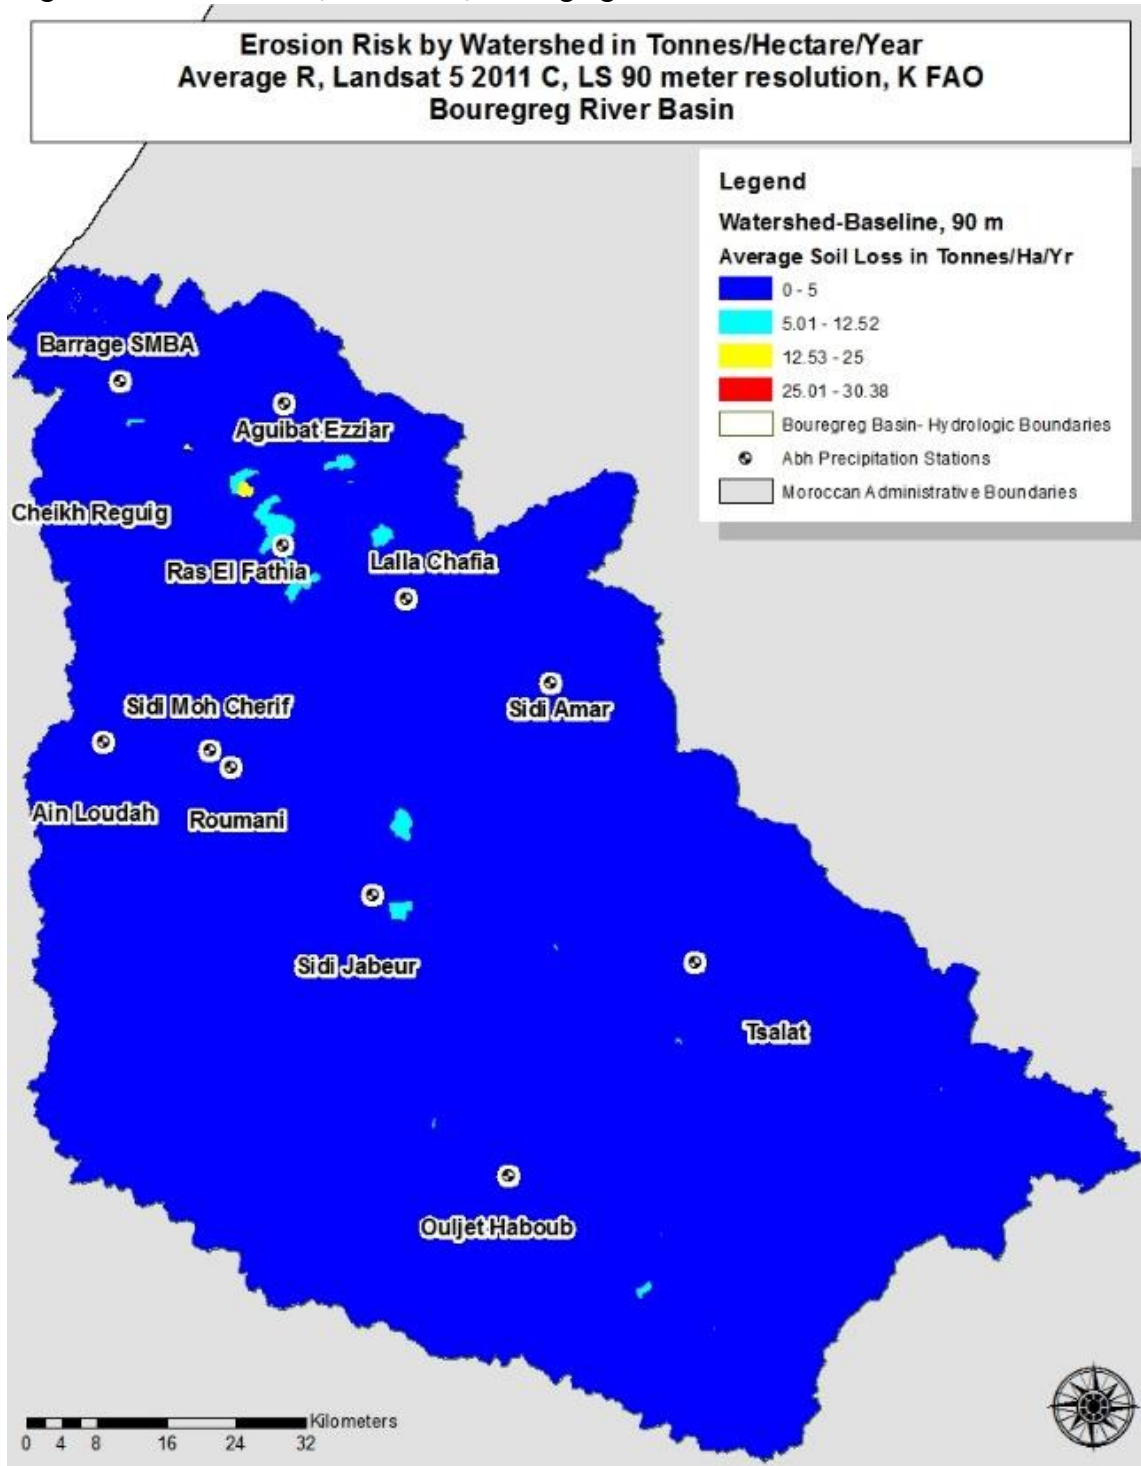 Erosion Risk by Watershed in Tonnes/Hectare/Year
Average R, Landsat 5 2011 C, LS 90 meter resolution, K FAO
Bouregreg River Basin
Legend
Watershed-Baseline, 90 m
Average Soil Loss in Tonnes/Ha/Yr
0 - 5
5.01 - 12.52
12.53 - 25
25.01 - 30.38
Bouregreg Basin- Hydrologic Boundaries
Abh Precipitation Stations
Moroccan Administrative Boundaries
Barrage SMBA
Aguibat Ezziar
Cheikh Reguig
Ras El Fathia
Lalla Chafia
Sidi Moh Cherif
Sidi Amar
Ain Loudah
Roumani
Sidi Jabeur
Tsalat
Ouljet Haboub
Kilometers
0 4 8 16 24 32